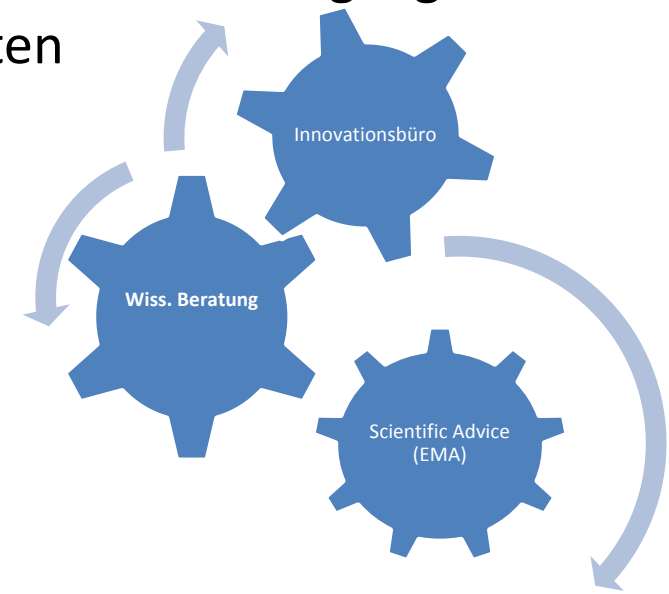 ten
Innovationsbüro
Wiss. Beratung
Scientific Advice
(EMA)